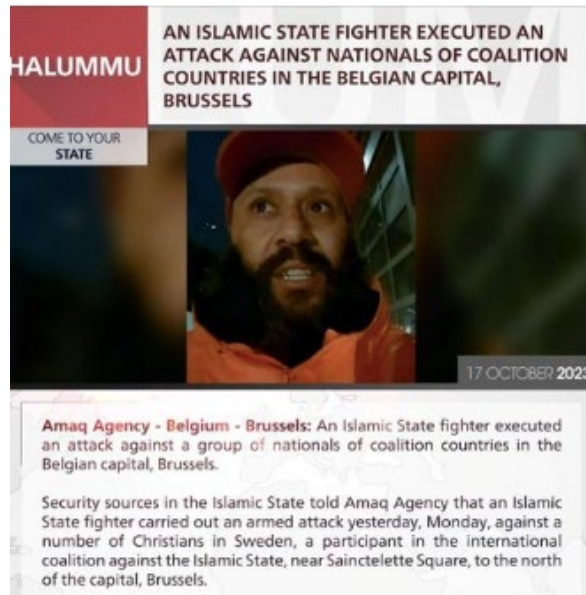 HALUMMU
COME TO YOUR
STATE
AN ISLAMIC STATE FIGHTER EXECUTED AN
ATTACK AGAINST NATIONALS OF COALITION
COUNTRIES IN THE BELGIAN CAPITAL,
BRUSSELS
17 OCTOBER 2023
Amaq Agency - Belgium - Brussels: An Islamic State fighter executed
an attack against a group of nationals of coalition countries in the
Belgian capital, Brussels.
Security sources in the Islamic State told Amaq Agency that an Islamic
State fighter carried out an armed attack yesterday, Monday, against a
number of Christians in Sweden, a participant in the international
coalition against the Islamic State, near Sainctelette Square, to the north
of the capital, Brussels.